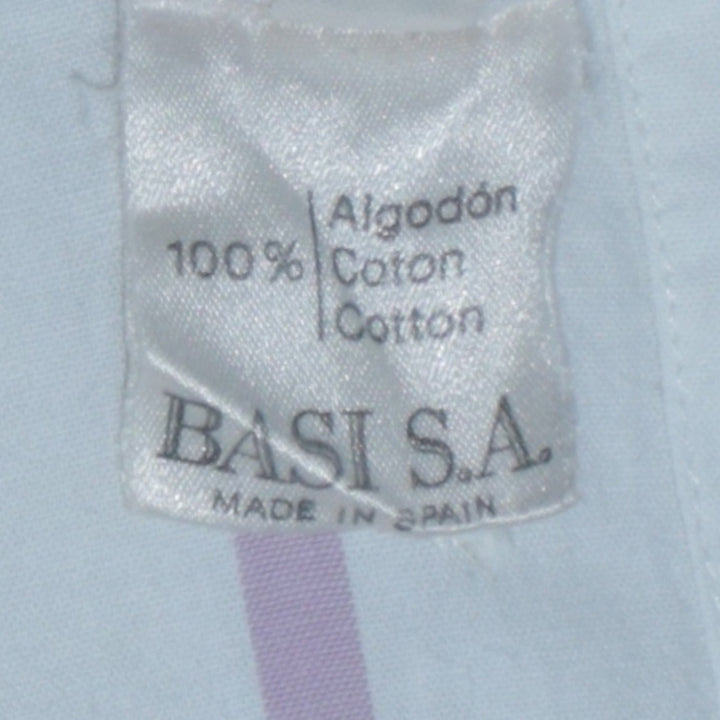 Algodón
100% Coton
Cotton
BASI S.A.
MADE IN SPAIN